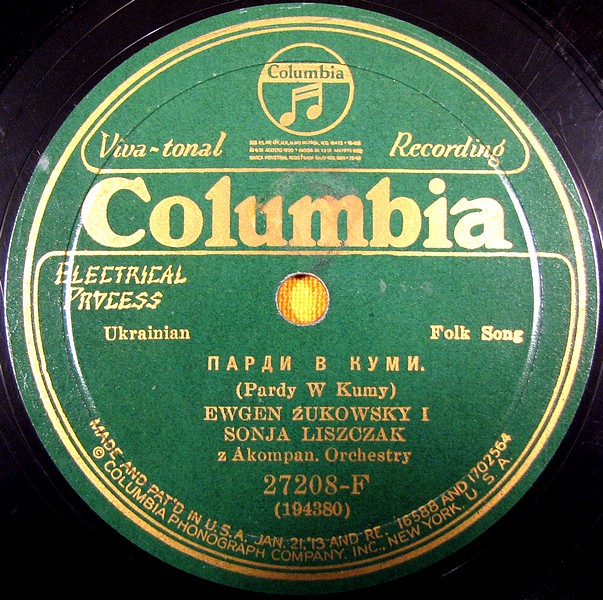 Columbia
Viva-tonal Recording
Columbia
ELECTRICAL
PROCESS
Ukrainian Folk Song
ПАРДИ В КУМИ.
(Pardy W Kumy)
EWGEN ŻUKOWSKY I
SONJA LISZCZAK
z Akompan. Orchestry
27208-F
(194380)
MADE AND PAT'D IN U.S.A. JAN. 21, '13 AND RE. 16588 AND 1702564
© COLUMBIA PHONOGRAPH COMPANY, INC., NEW YORK, U.S.A.